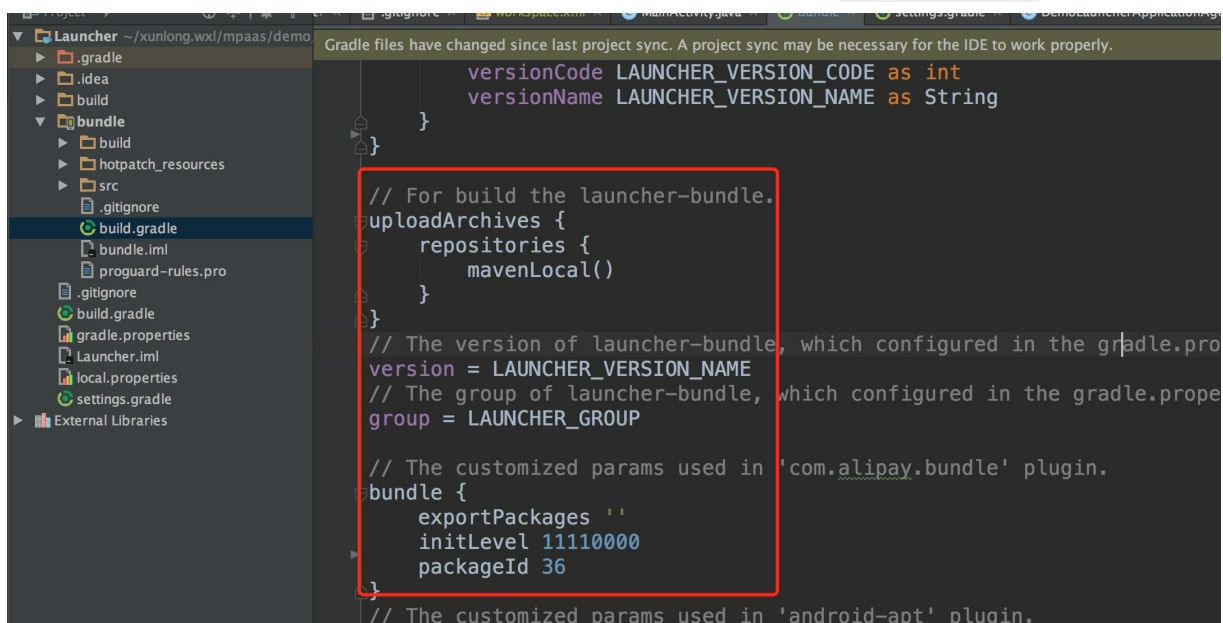 Project
.gitignore
workspace.xml
MainActivity.java
bundle
settings.gradle
Launcher ~/xunlong.wxl/mpaas/demo
.gradle
.idea
build
bundle
build
hotpatch_resources
src
.gitignore
build.gradle
bundle.iml
proguard-rules.pro
.gitignore
build.gradle
gradle.properties
Launcher.iml
local.properties
settings.gradle
External Libraries
Gradle files have changed since last project sync. A project sync may be necessary for the IDE to work properly.
versionCode LAUNCHER_VERSION_CODE as int
versionName LAUNCHER_VERSION_NAME as String
}
}
// For build the launcher-bundle.
uploadArchives {
repositories {
mavenLocal()
}
}
// The version of launcher-bundle, which configured in the gradle.pro
version = LAUNCHER_VERSION_NAME
// The group of launcher-bundle, which configured in the gradle.prope
group = LAUNCHER_GROUP
// The customized params used in 'com.alipay.bundle' plugin.
bundle {
exportPackages ''
initLevel 11110000
packageId 36
}
// The customized params used in 'android-apt' plugin.